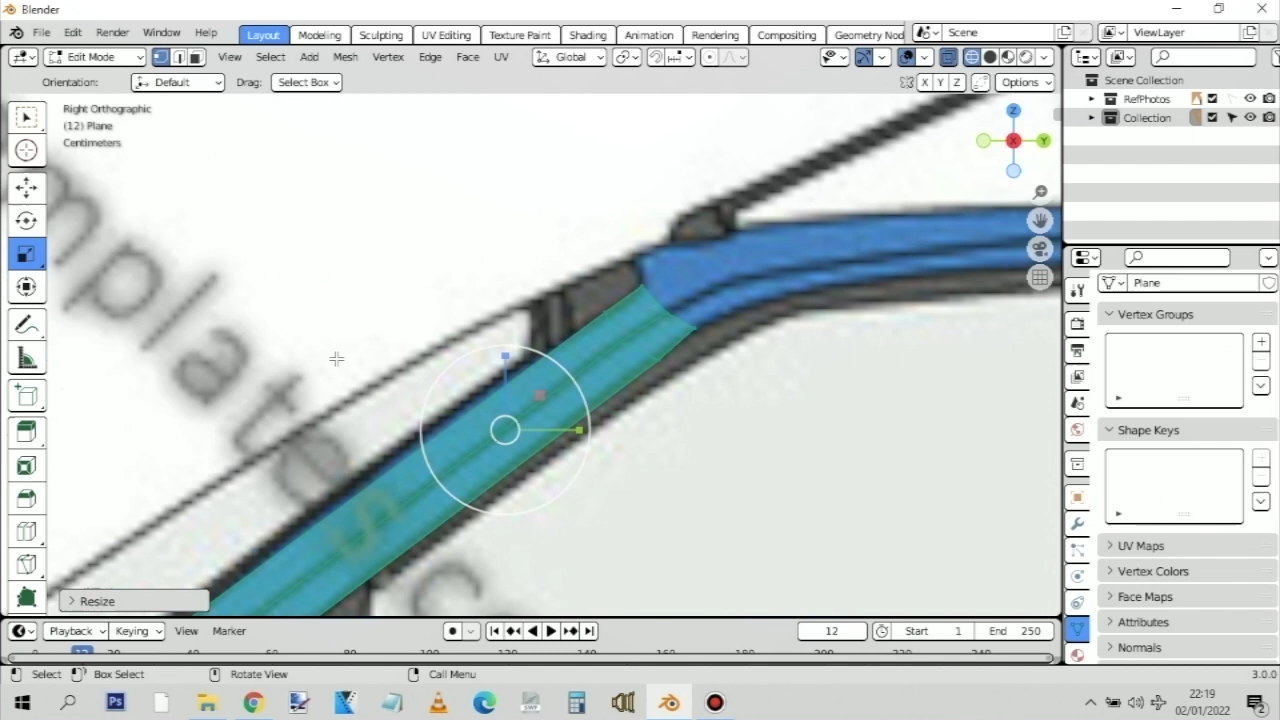 Blender
File Edit Render Window Help
Layout Modeling Sculpting UV Editing Texture Paint Shading Animation Rendering Compositing Geometry Nod
Scene
ViewLayer
Edit Mode
View Select Add Mesh Vertex Edge Face UV
Global
Orientation: Default Drag: Select Box
X Y Z Options
Right Orthographic
(12) Plane
Centimeters
Z
X
Y
Scene Collection
RefPhotos
Collection
Plane
Vertex Groups
Shape Keys
UV Maps
Vertex Colors
Face Maps
Attributes
Normals
Resize
Playback Keying View Marker
12 Start 1 End 250
Select Box Select Rotate View Call Menu
3.0.0
22:19
02/01/2022
2